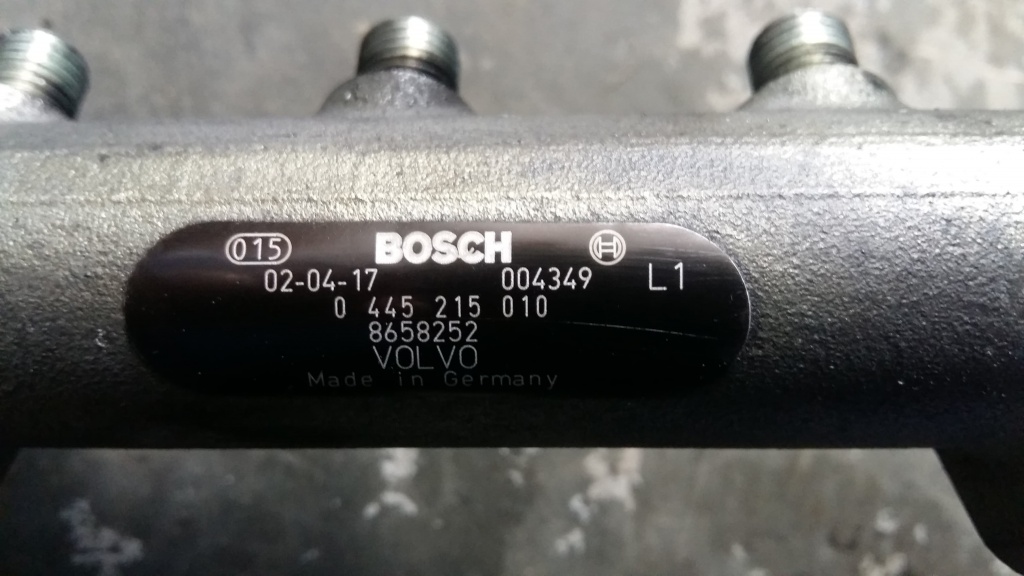 015 BOSCH
02-04-17 004349 L1
0 445 215 010
8658252
VOLVO
Made in Germany